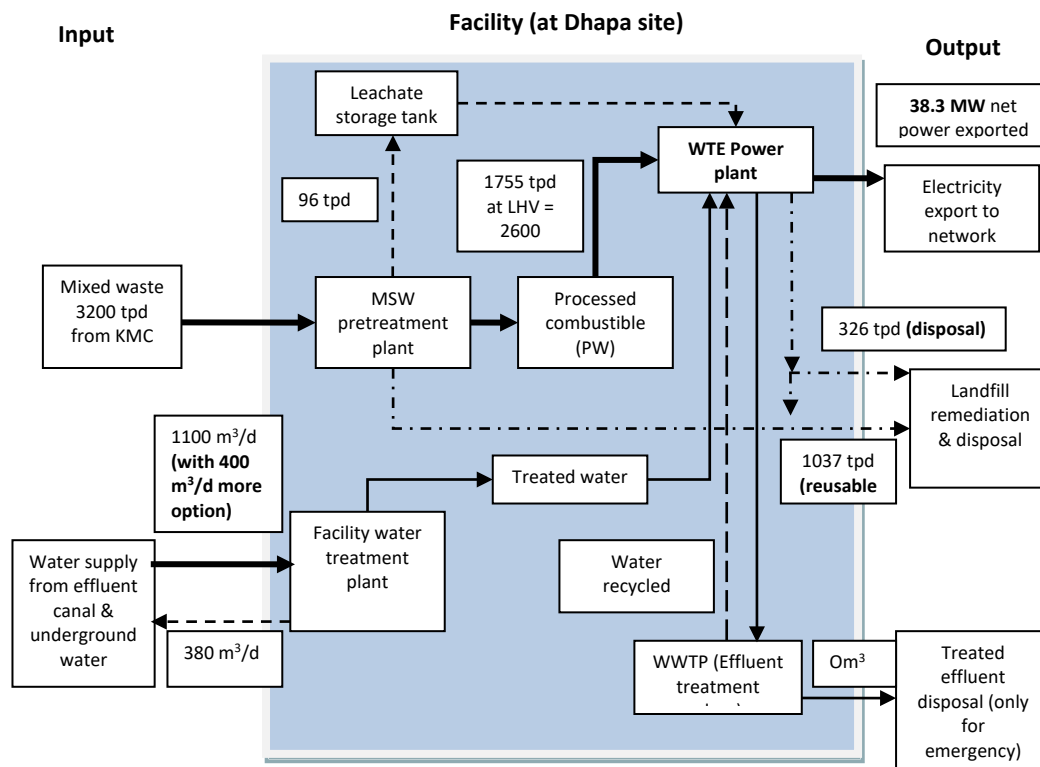 Input
Facility (at Dhapa site)
Output
Leachate
storage tank
38.3 MW net
power exported
WTE Power
plant
96 tpd
1755 tpd
at LHV =
2600
Electricity
export to
network
Mixed waste
3200 tpd
from KMC
MSW
pretreatment
plant
Processed
combustible
(PW)
326 tpd (disposal)
Landfill
remediation
& disposal
1100 m³/d
(with 400
m³/d more
option)
Treated water
1037 tpd
(reusable
Facility water
treatment
plant
Water supply
from effluent
canal &
underground
water
380 m³/d
Water
recycled
WWTP (Effluent
treatment
Om³
Treated
effluent
disposal (only
for
emergency)